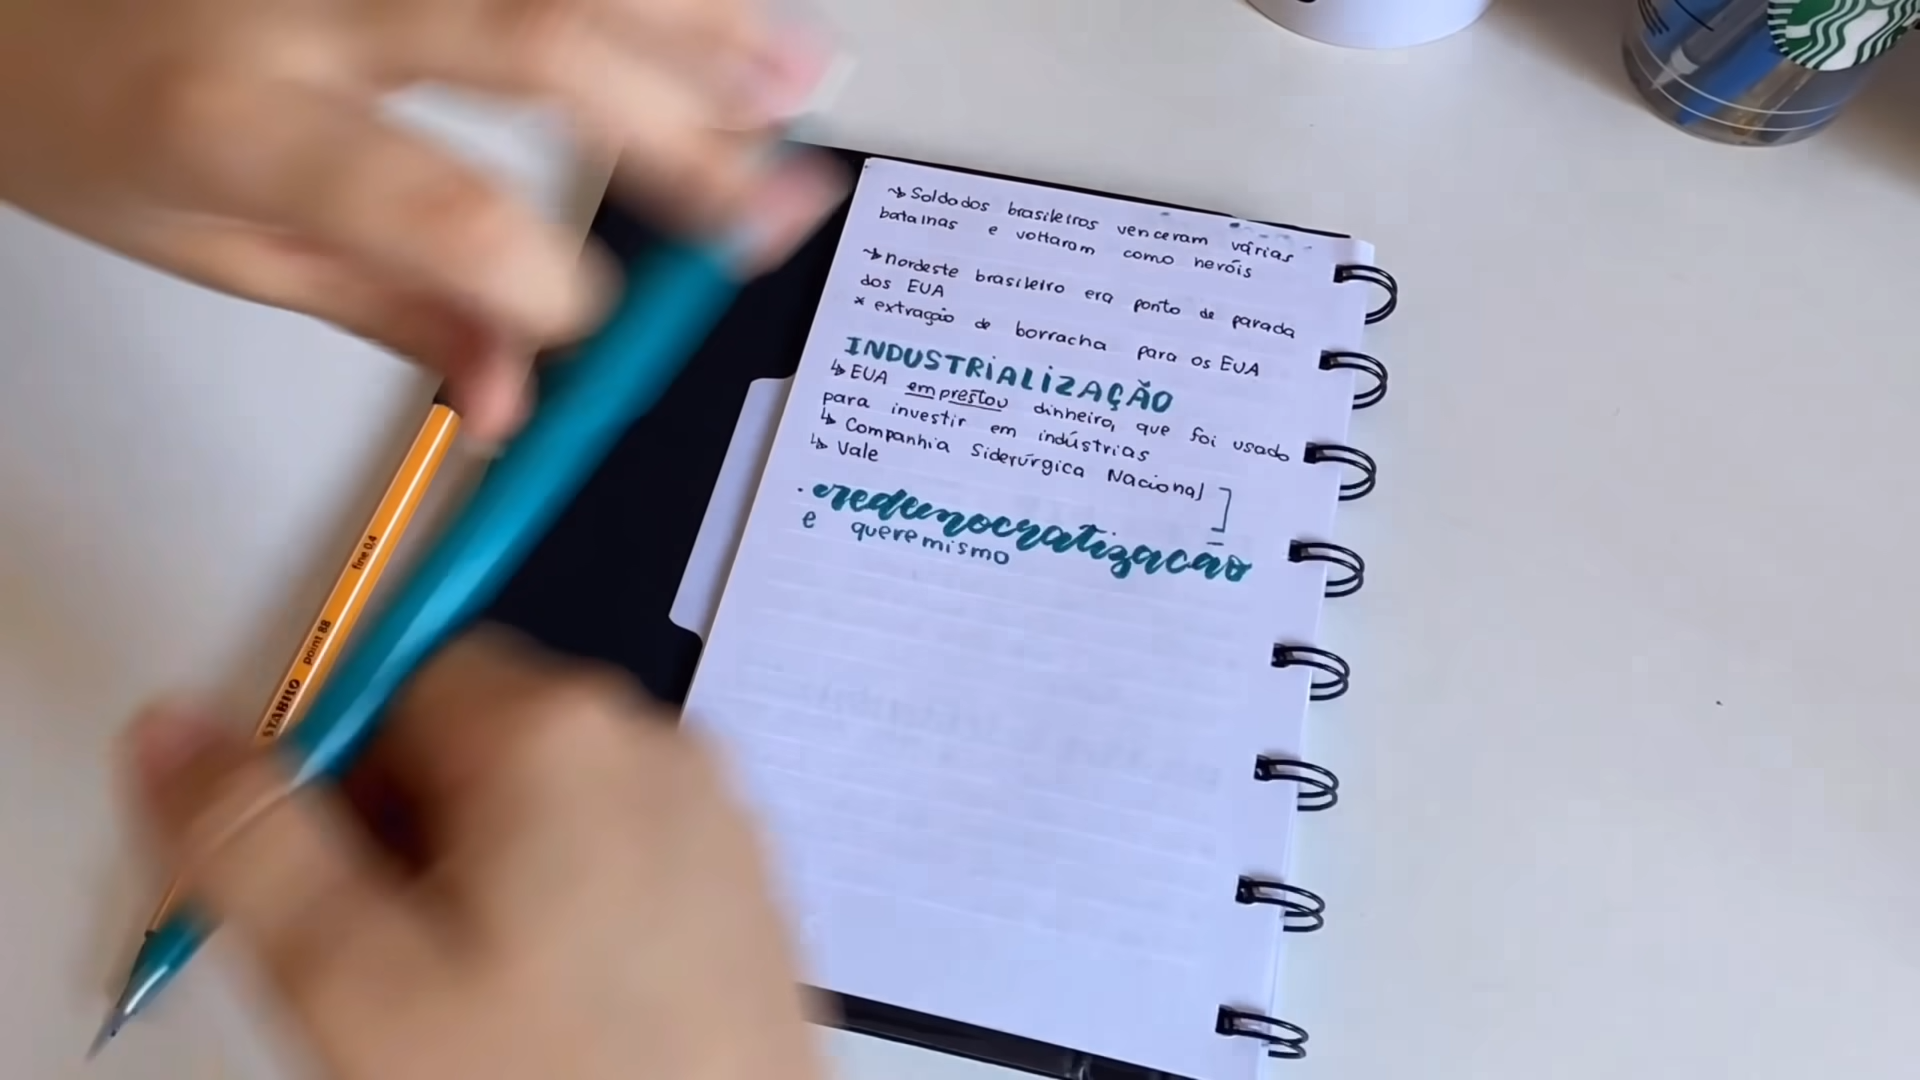 ↝ Soldados brasileiros venceram várias
batalhas e voltaram como heróis
↝ nordeste brasileiro era ponto de parada
dos EUA
* extração de borracha para os EUA
INDUSTRIALIZAÇÃO
↳ EUA emprestou dinheiro, que foi usado
para investir em indústrias
↳ Companhia Siderúrgica Nacional
↳ Vale
. redemocratização
e queremismo
STABILO point 88 fine 0.4